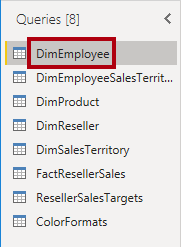 Queries [8]
DimEmployee
DimEmployeeSalesTerrit...
DimProduct
DimReseller
DimSalesTerritory
FactResellerSales
ResellerSalesTargets
ColorFormats